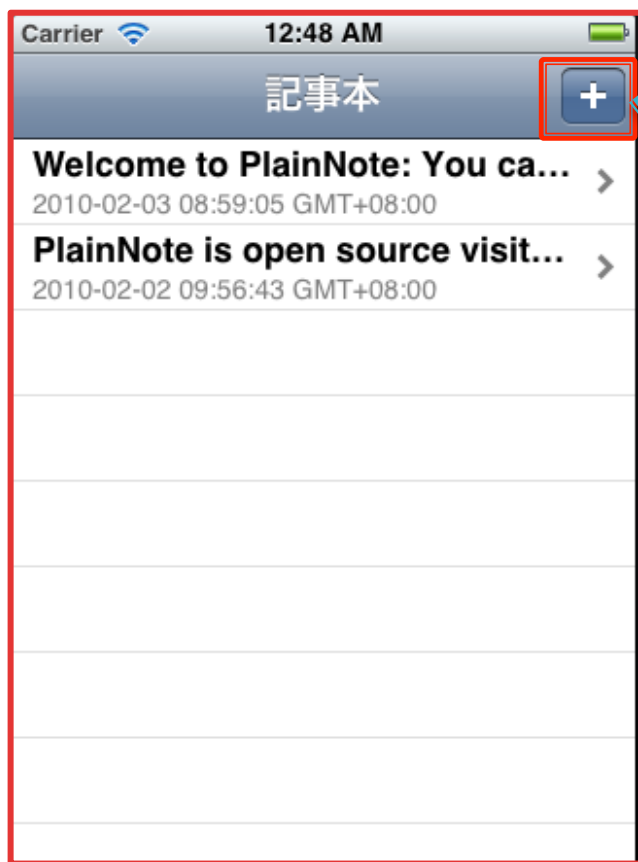 Carrier 12:48 AM
記事本
+
Welcome to PlainNote: You ca...
2010-02-03 08:59:05 GMT+08:00
PlainNote is open source visit...
2010-02-02 09:56:43 GMT+08:00